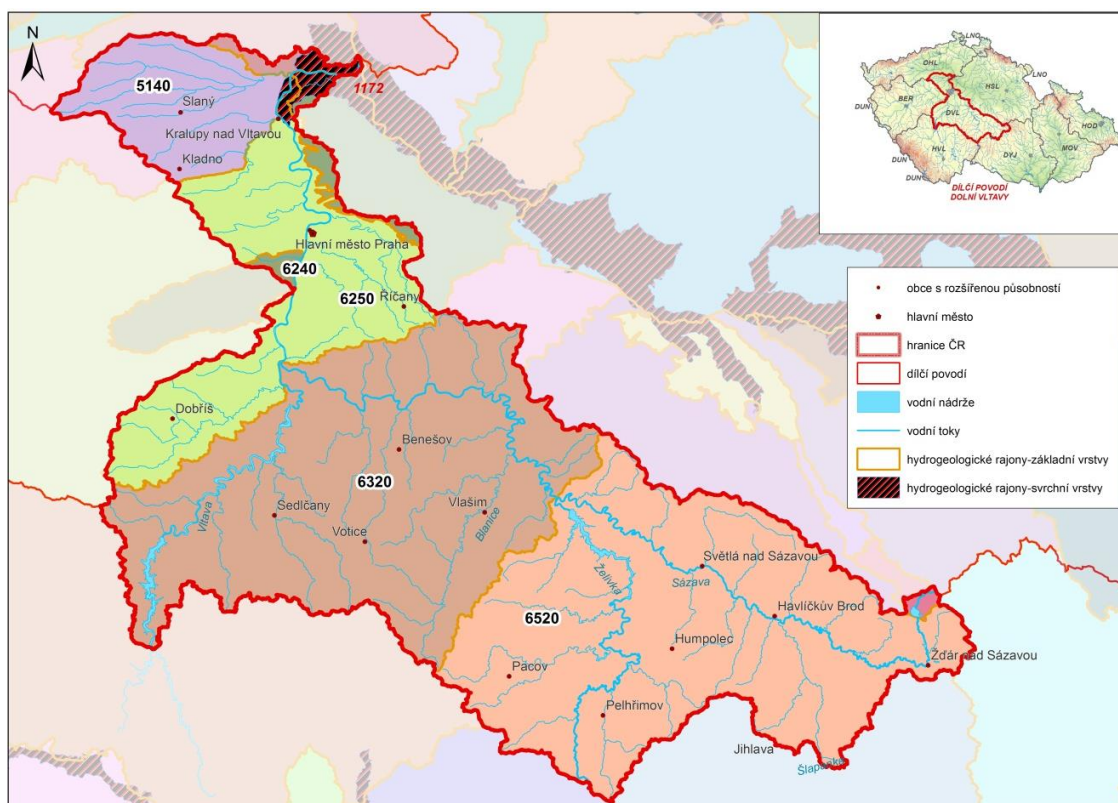 N
5140
Slaný
Kralupy nad Vltavou
Kladno
1172
Hlavní město Praha
6240
6250
Říčany
Dobříš
Benešov
6320
Sedlčany
Vlašim
Votice
Vltava
Blanice
Želivka
Světlá nad Sázavou
Sázava
Havlíčkův Brod
6520
Humpolec
Pacov
Žďár nad Sázavou
Pelhřimov
Jihlava
LNO
DHL
LNO
HSL
BER
DUN
DVL
HOD
MOV
HVL
DYJ
DUN
DUN
DÍLČÍ POVODÍ
DOLNÍ VLTAVY
obce s rozšířenou působností
hlavní město
hranice ČR
dílčí povodí
vodní nádrže
vodní toky
hydrogeologické rajony-základní vrstvy
hydrogeologické rajony-svrchní vrstvy